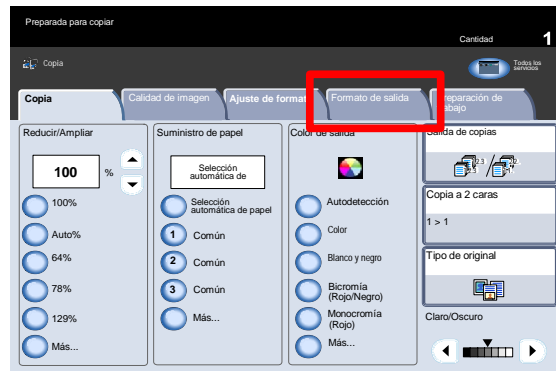 Preparada para copiar
Cantidad 1
Copia
Todos los
servicios
Copia
Calidad de imagen
Ajuste de
Formato de salida
Preparación de
Reducir/Ampliar
100 %
100%
Auto%
64%
78%
129%
Más...
Suministro de papel
Selección
automática de
Selección
automática de papel
1 Común
2 Común
3 Común
Más...
Color de salida
Autodetección
Color
Blanco y negro
Bicromía
(Rojo/Negro)
Monocromía
(Rojo)
Más...
Salida de copias
Copia a 2 caras
1 > 1
Tipo de original
Claro/Oscuro